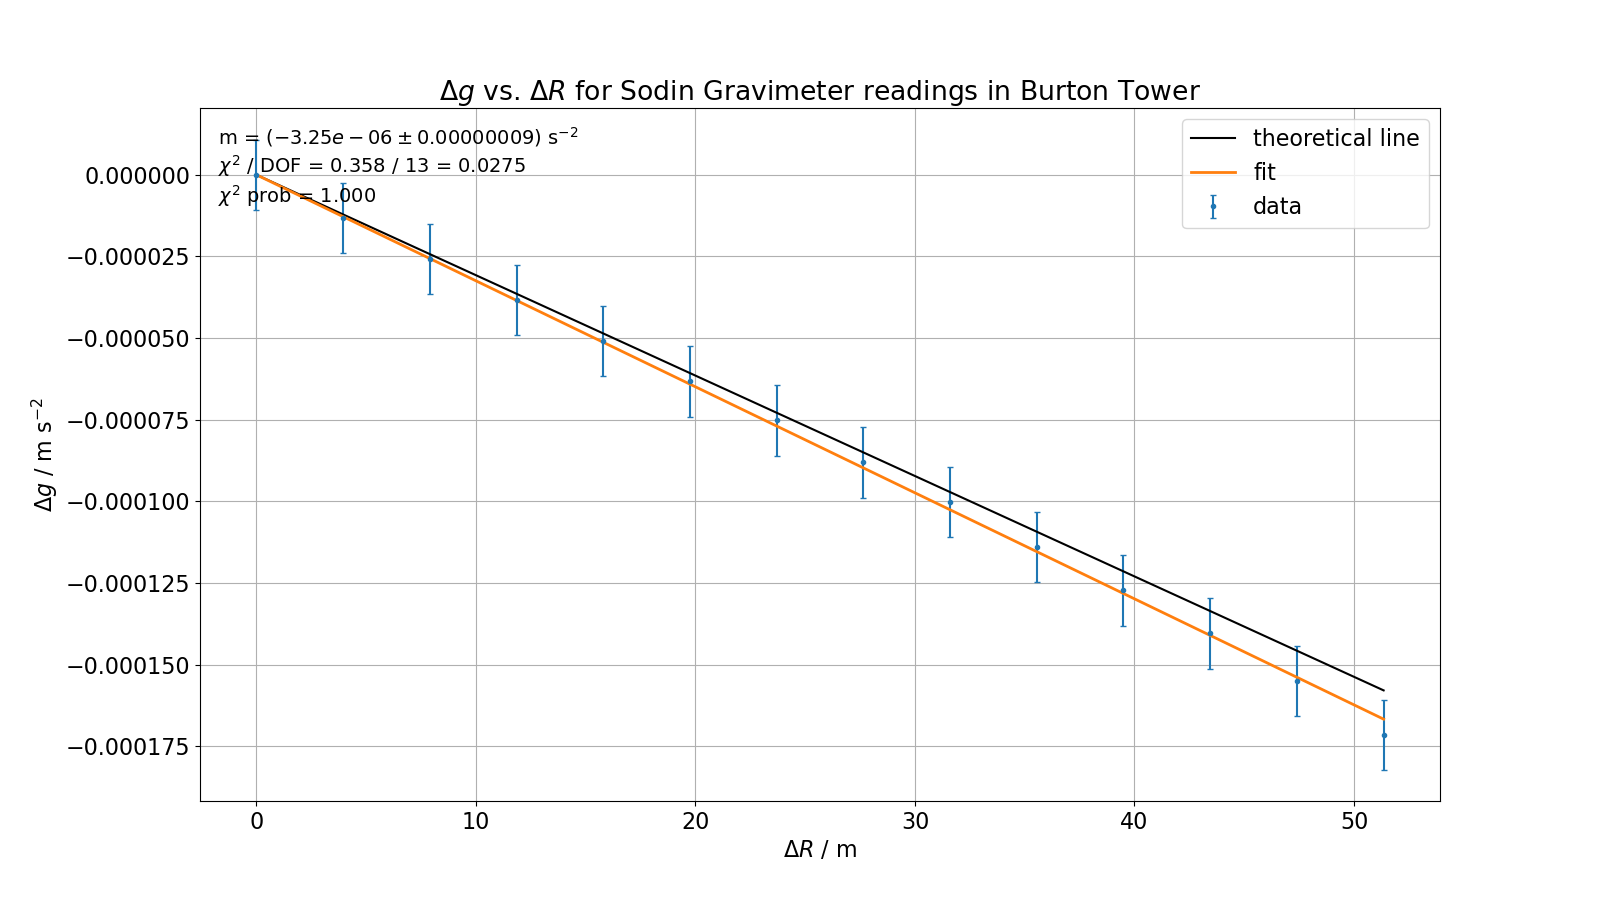 Δg vs. ΔR for Sodin Gravimeter readings in Burton Tower
m = (−3.25e − 06 ± 0.00000009) s⁻²
χ² / DOF = 0.358 / 13 = 0.0275
χ² prob = 1.000
theoretical line
fit
data
0.000000
−0.000025
−0.000050
−0.000075
−0.000100
−0.000125
−0.000150
−0.000175
Δg / m s⁻²
0 10 20 30 40 50
ΔR / m